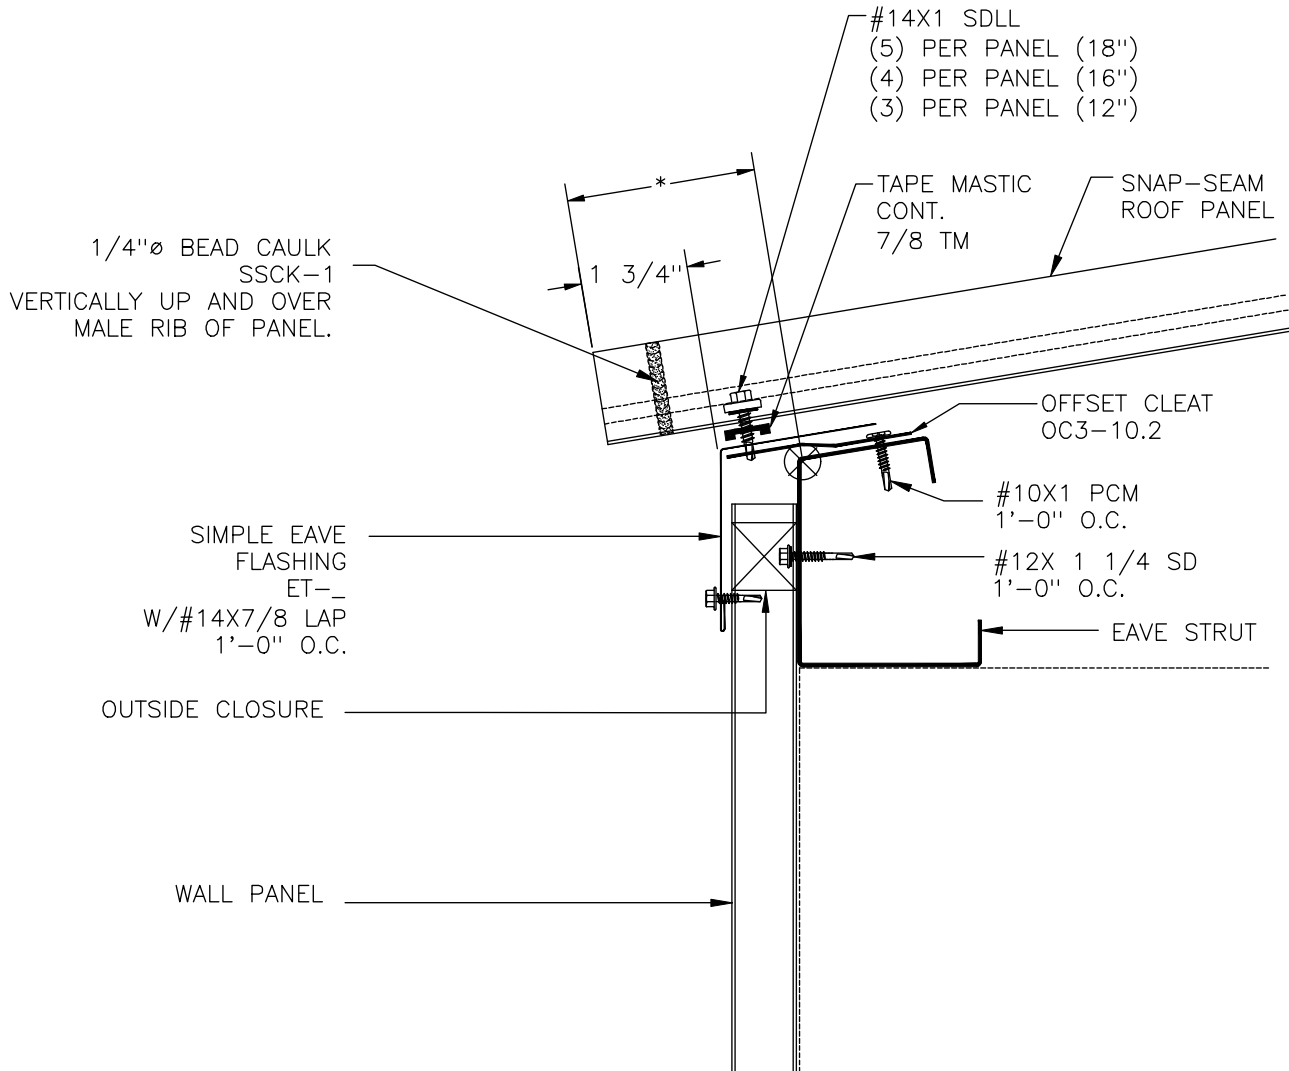 #14X1 SDLL
(5) PER PANEL (18")
(4) PER PANEL (16")
(3) PER PANEL (12")
*
TAPE MASTIC
CONT.
7/8 TM
SNAP-SEAM
ROOF PANEL
1/4"ø BEAD CAULK
SSCK-1
VERTICALLY UP AND OVER
MALE RIB OF PANEL.
1 3/4"
OFFSET CLEAT
OC3-10.2
#10X1 PCM
1'-0" O.C.
SIMPLE EAVE
FLASHING
ET-_
W/#14X7/8 LAP
1'-0" O.C.
#12X 1 1/4 SD
1'-0" O.C.
EAVE STRUT
OUTSIDE CLOSURE
WALL PANEL